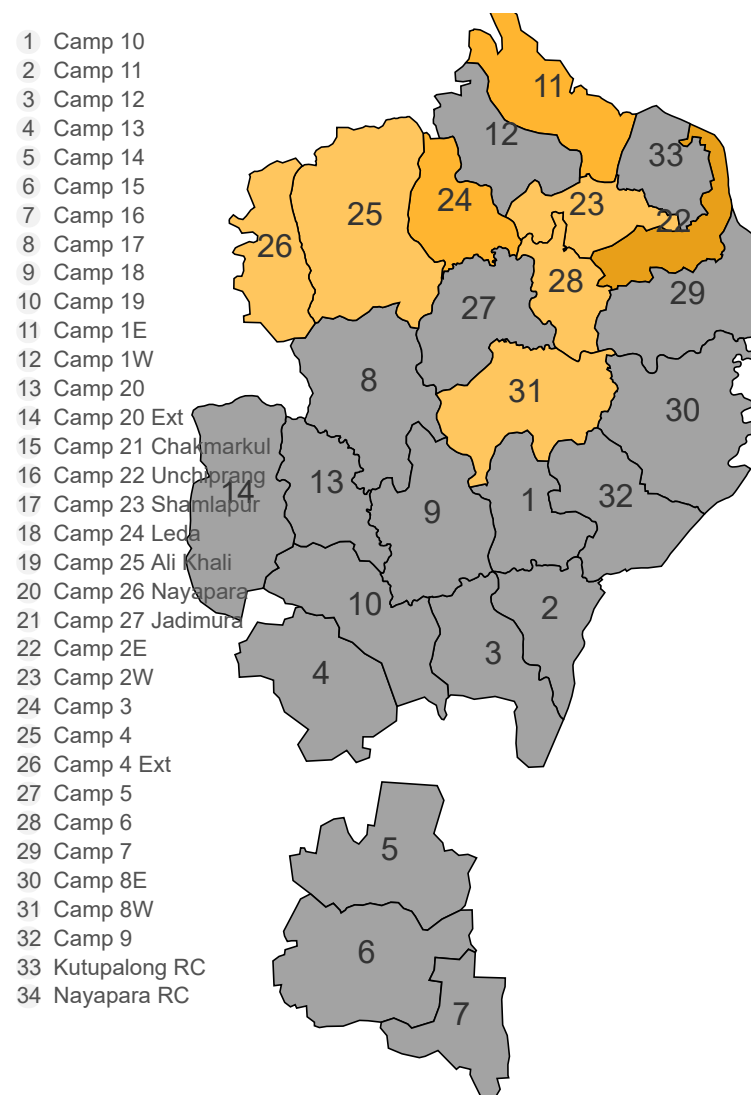 1 Camp 10
2 Camp 11
3 Camp 12
4 Camp 13
5 Camp 14
6 Camp 15
7 Camp 16
8 Camp 17
9 Camp 18
10 Camp 19
11 Camp 1E
12 Camp 1W
13 Camp 20
14 Camp 20 Ext
15 Camp 21 Chakmarkul
16 Camp 22 Unchiprang
17 Camp 23 Shamlapur
18 Camp 24 Leda
19 Camp 25 Ali Khali
20 Camp 26 Nayapara
21 Camp 27 Jadimura
22 Camp 2E
23 Camp 2W
24 Camp 3
25 Camp 4
26 Camp 4 Ext
27 Camp 5
28 Camp 6
29 Camp 7
30 Camp 8E
31 Camp 8W
32 Camp 9
33 Kutupalong RC
34 Nayapara RC
11
12
33
24
23
25
22
26
28
29
27
8
31
30
13
14
32
1
9
10
2
3
4
5
6
7